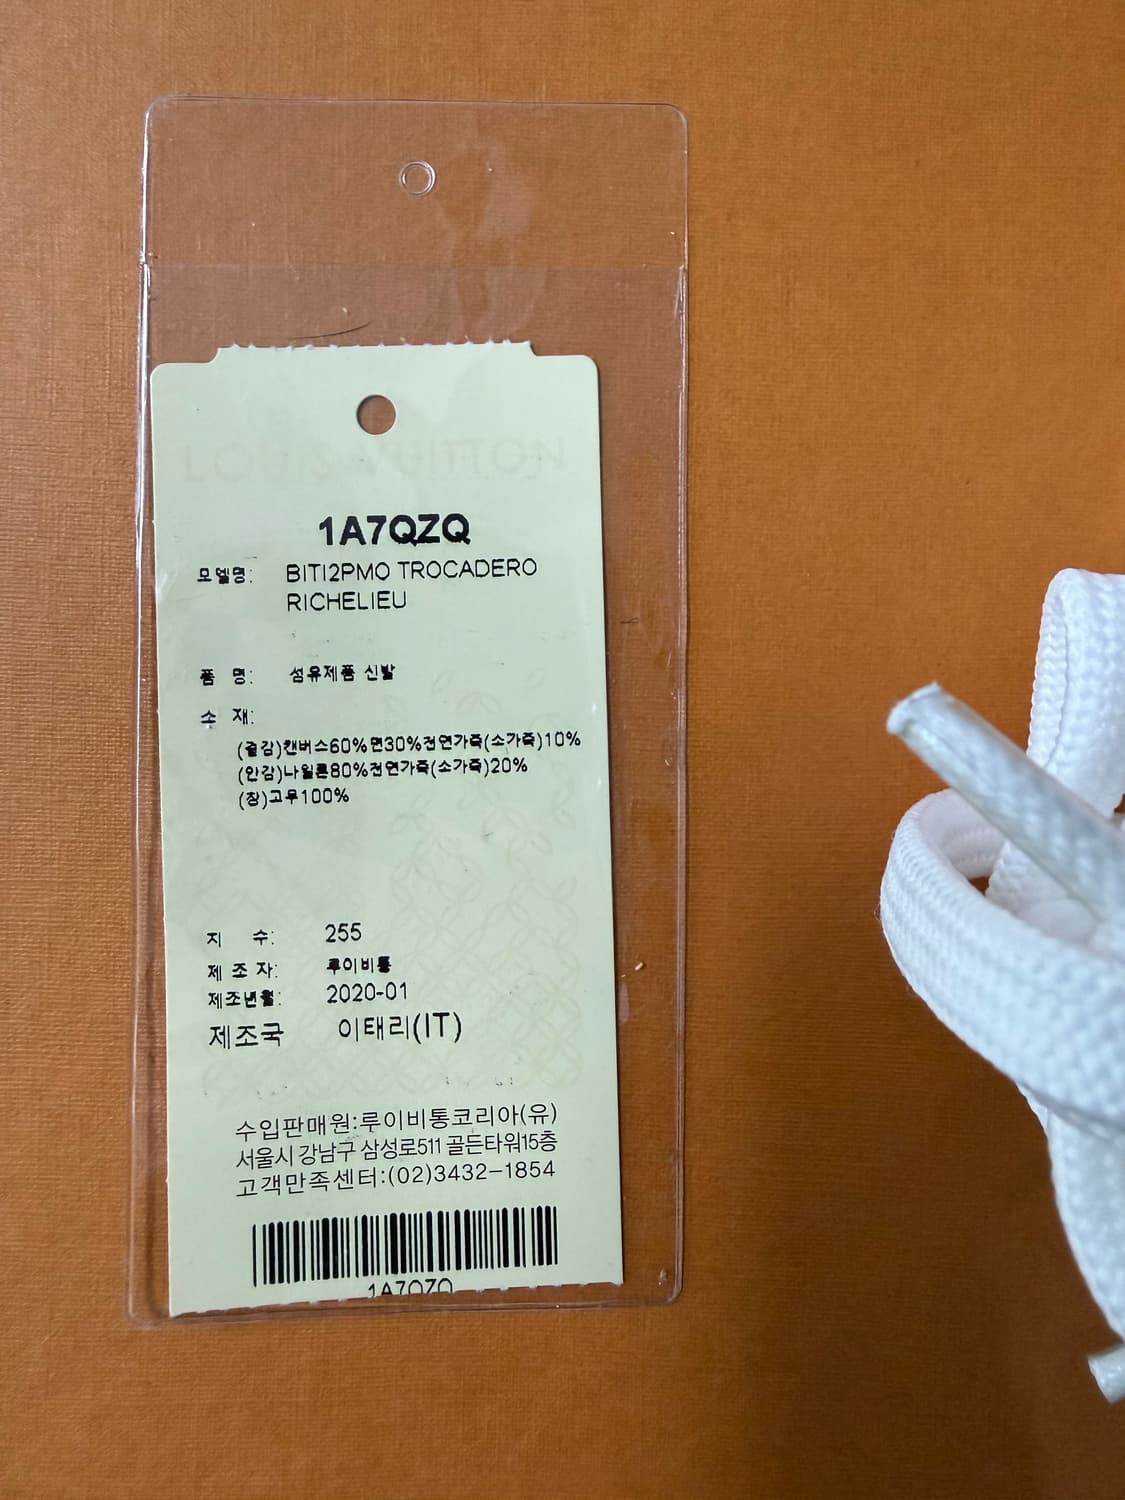 LOUIS VUITTON
1A7QZQ
모델명: BITI2PMO TROCADERO
RICHELIEU
품 명: 섬유제품 신발
소 재:
(겉감)캔버스60%면30%천연가죽(소가죽)10%
(안감)나일론80%천연가죽(소가죽)20%
(창)고무100%
치 수: 255
제 조 자: 루이비통
제조년월: 2020-01
제조국 이태리(IT)
수입판매원:루이비통코리아(유)
서울시 강남구 삼성로511 골든타워15층
고객만족센터:(02)3432-1854
1A7QZQ